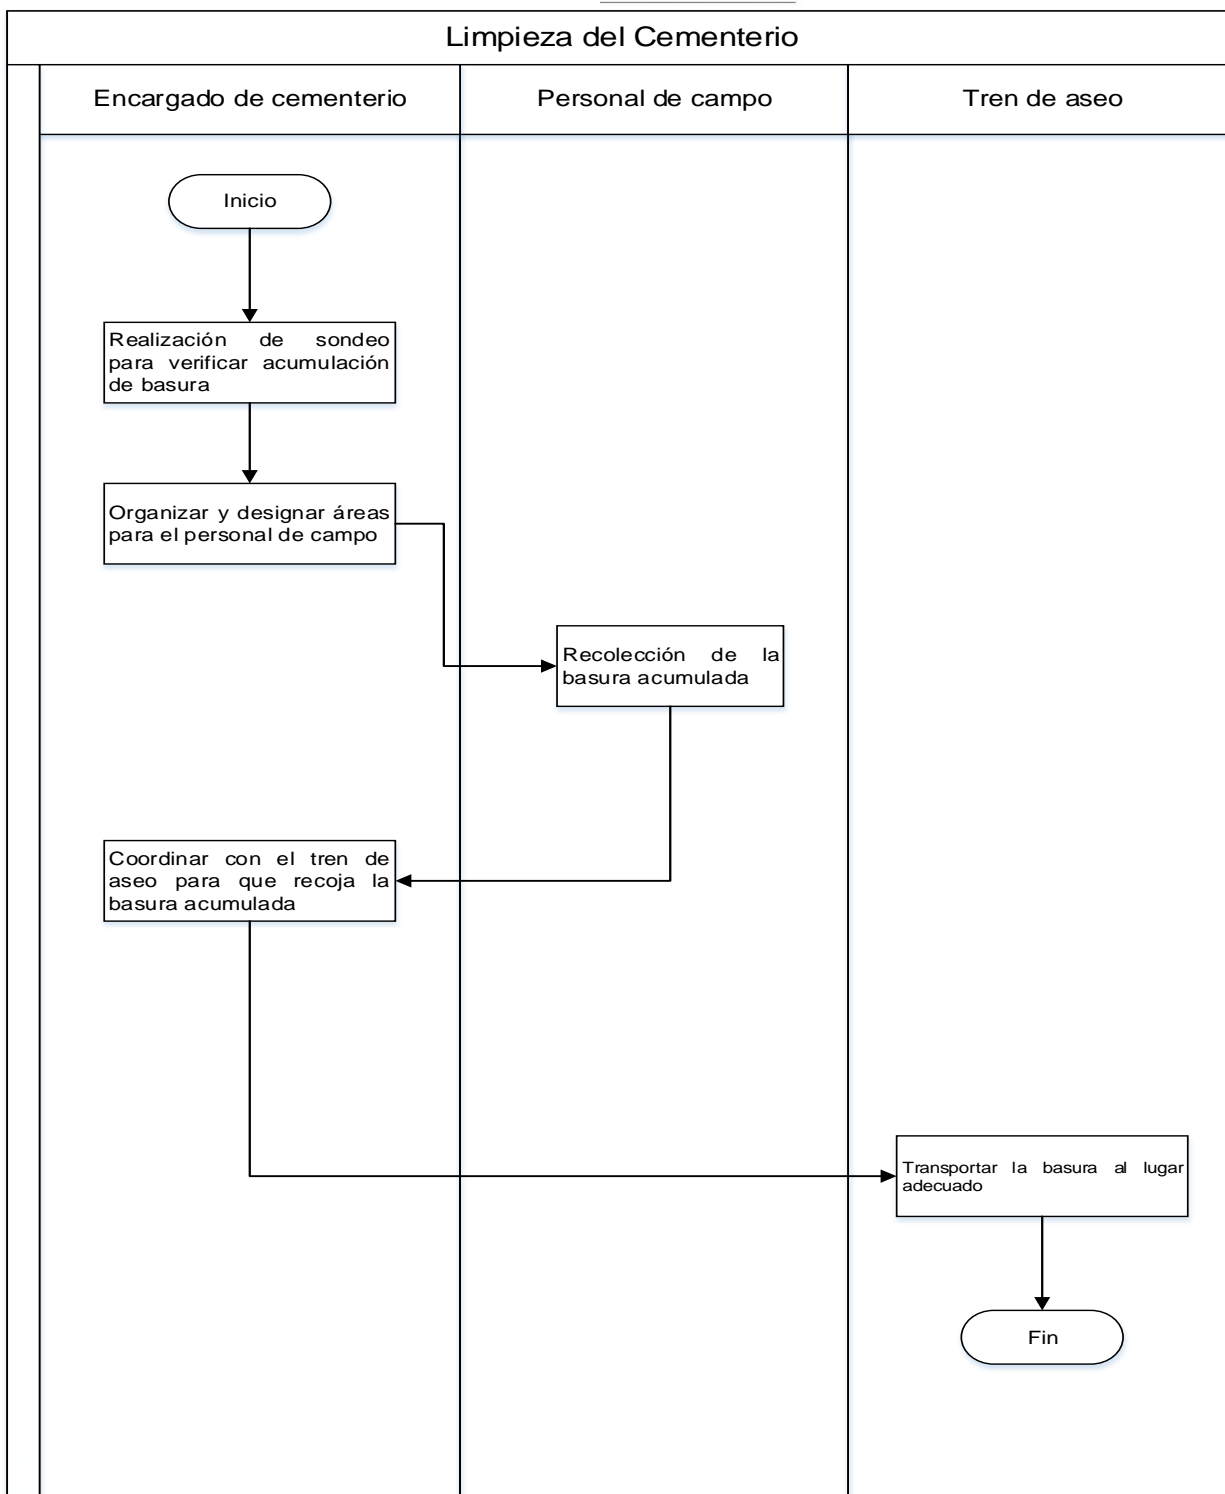 Limpieza del Cementerio
Encargado de cementerio
Personal de campo
Tren de aseo
Inicio
Realización de sondeo
para verificar acumulación
de basura
Organizar y designar áreas
para el personal de campo
Recolección de la
basura acumulada
Coordinar con el tren de
aseo para que recoja la
basura acumulada
Transportar la basura al lugar
adecuado
Fin